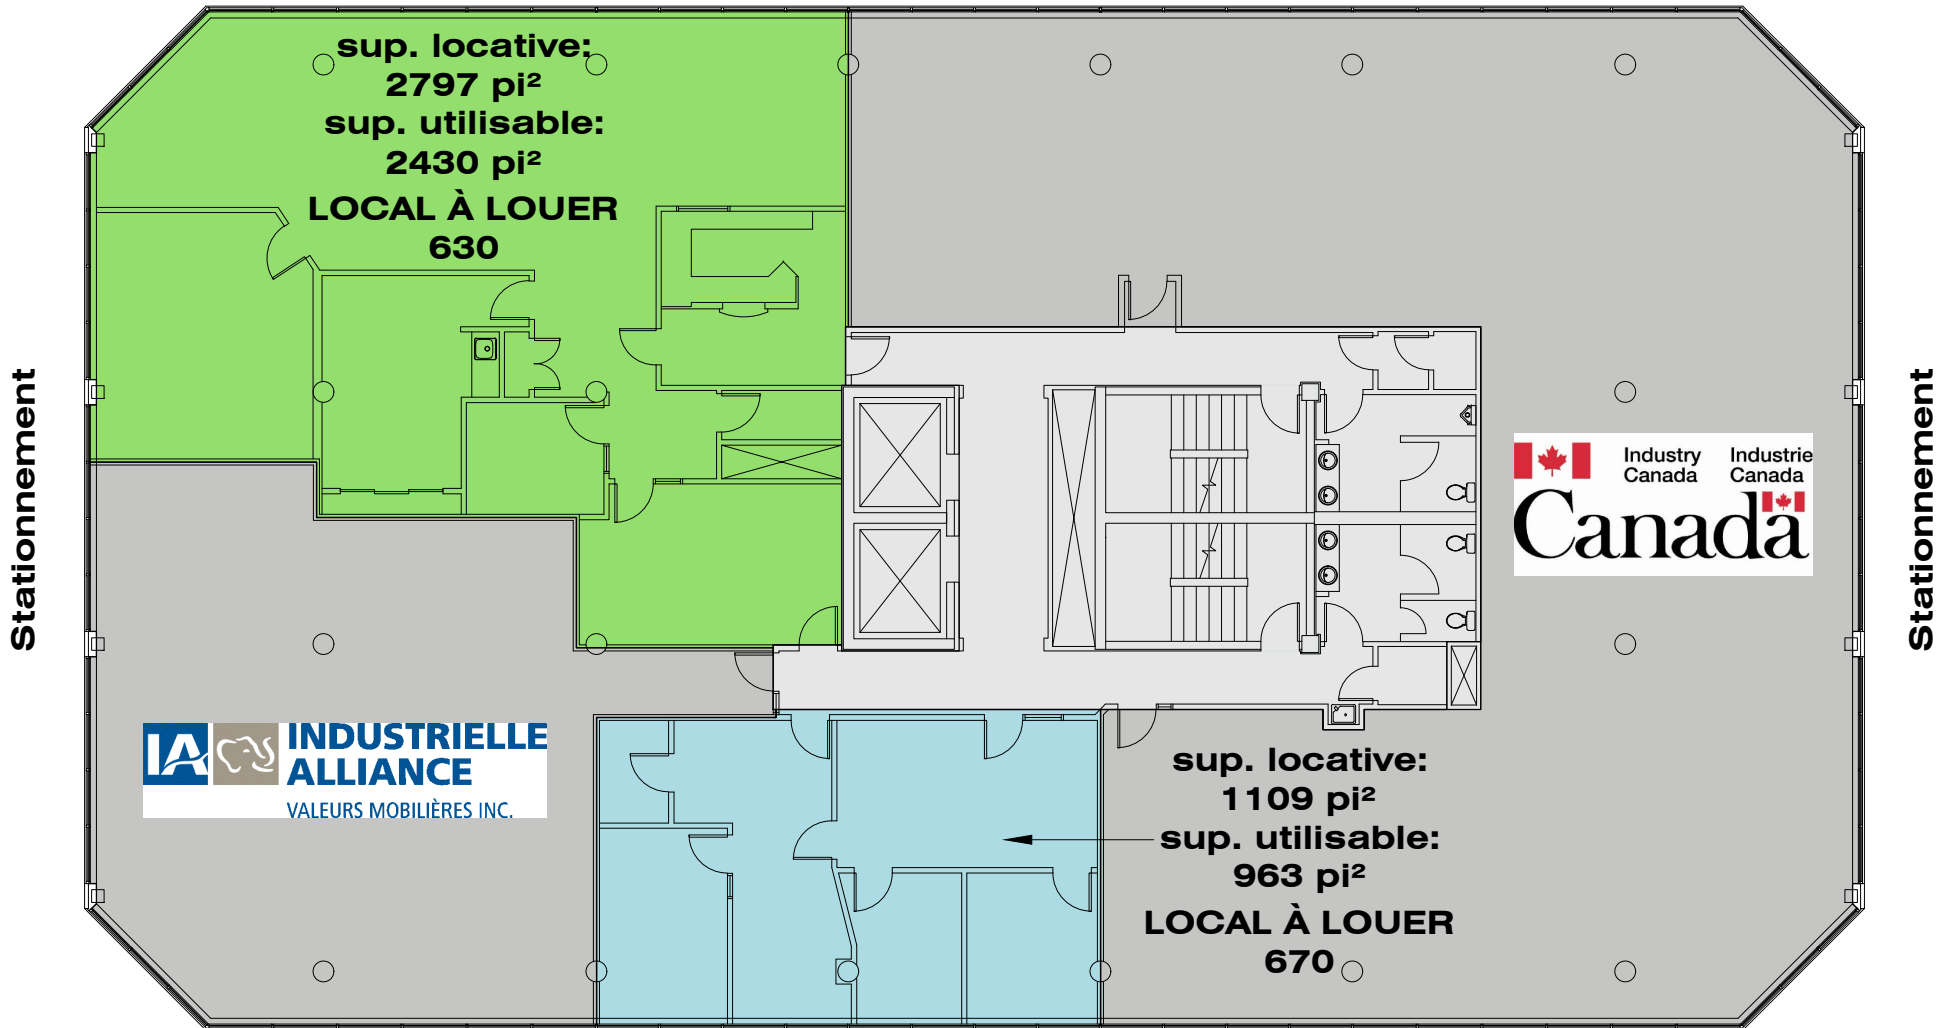 sup. locative:
2797 pi²
sup. utilisable:
2430 pi²
LOCAL À LOUER
630
Stationnement
Industry Canada
Industrie Canada
Canada
Stationnement
IA
INDUSTRIELLE
ALLIANCE
VALEURS MOBILIÈRES INC.
sup. locative:
1109 pi²
sup. utilisable:
963 pi²
LOCAL À LOUER
670